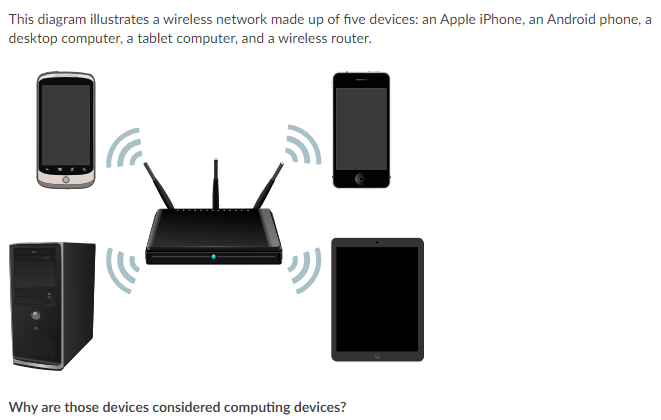 This diagram illustrates a wireless network made up of five devices: an Apple iPhone, an Android phone, a
desktop computer, a tablet computer, and a wireless router.
Why are those devices considered computing devices?